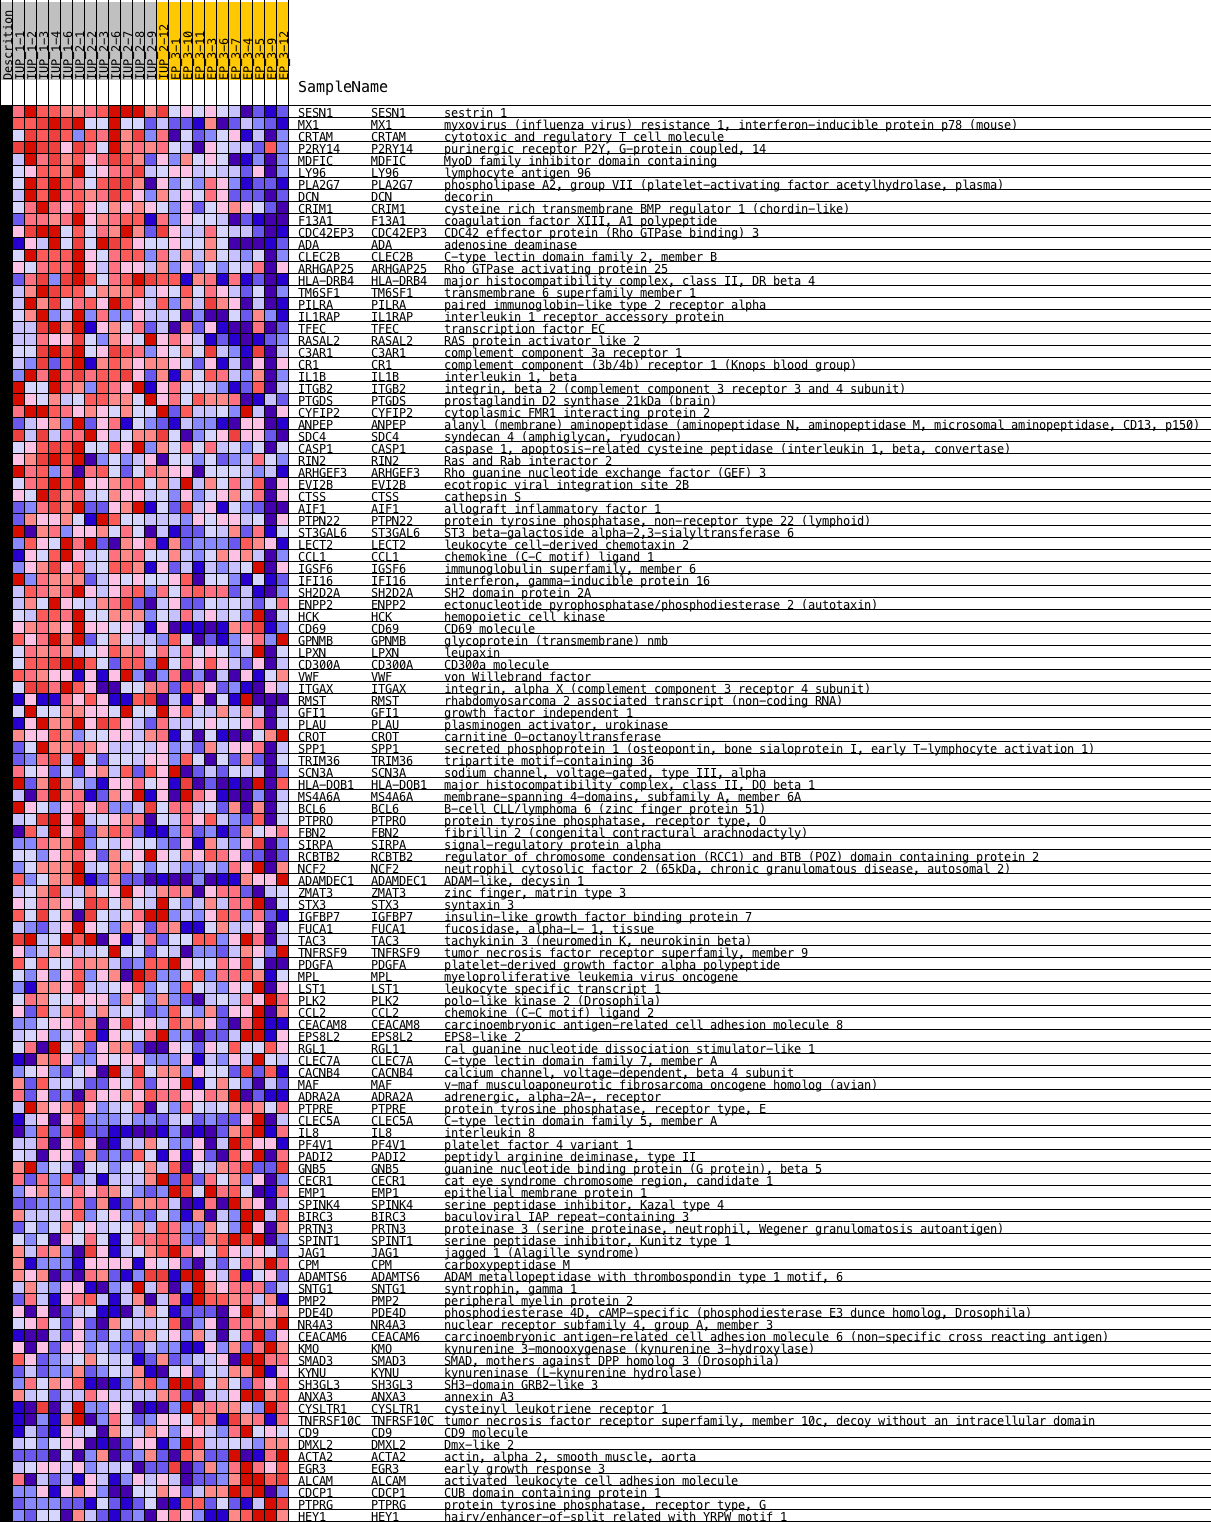 Descrition
IUP_1-1
IUP_1-2
IUP_1-3
IUP_1-4
IUP_1-6
IUP_2-1
IUP_2-2
IUP_2-3
IUP_2-6
IUP_2-7
IUP_2-8
IUP_2-9
IUP_2-12
EP_3-1
EP_3-10
EP_3-11
EP_3-3
EP_3-6
EP_3-7
EP_3-4
EP_3-5
EP_3-9
EP_3-12
SampleName
SESN1 SESN1 sestrin 1
MX1 MX1 myxovirus (influenza virus) resistance 1, interferon-inducible protein p78 (mouse)
CRTAM CRTAM cytotoxic and regulatory T cell molecule
P2RY14 P2RY14 purinergic receptor P2Y, G-protein coupled, 14
MDFIC MDFIC MyoD family inhibitor domain containing
LY96 LY96 lymphocyte antigen 96
PLA2G7 PLA2G7 phospholipase A2, group VII (platelet-activating factor acetylhydrolase, plasma)
DCN DCN decorin
CRIM1 CRIM1 cysteine rich transmembrane BMP regulator 1 (chordin-like)
F13A1 F13A1 coagulation factor XIII, A1 polypeptide
CDC42EP3 CDC42EP3 CDC42 effector protein (Rho GTPase binding) 3
ADA ADA adenosine deaminase
CLEC2B CLEC2B C-type lectin domain family 2, member B
ARHGAP25 ARHGAP25 Rho GTPase activating protein 25
HLA-DRB4 HLA-DRB4 major histocompatibility complex, class II, DR beta 4
TM6SF1 TM6SF1 transmembrane 6 superfamily member 1
PILRA PILRA paired immunoglobin-like type 2 receptor alpha
IL1RAP IL1RAP interleukin 1 receptor accessory protein
TFEC TFEC transcription factor EC
RASAL2 RASAL2 RAS protein activator like 2
C3AR1 C3AR1 complement component 3a receptor 1
CR1 CR1 complement component (3b/4b) receptor 1 (Knops blood group)
IL1B IL1B interleukin 1, beta
ITGB2 ITGB2 integrin, beta 2 (complement component 3 receptor 3 and 4 subunit)
PTGDS PTGDS prostaglandin D2 synthase 21kDa (brain)
CYFIP2 CYFIP2 cytoplasmic FMR1 interacting protein 2
ANPEP ANPEP alanyl (membrane) aminopeptidase (aminopeptidase N, aminopeptidase M, microsomal aminopeptidase, CD13, p150)
SDC4 SDC4 syndecan 4 (amphiglycan, ryudocan)
CASP1 CASP1 caspase 1, apoptosis-related cysteine peptidase (interleukin 1, beta, convertase)
RIN2 RIN2 Ras and Rab interactor 2
ARHGEF3 ARHGEF3 Rho guanine nucleotide exchange factor (GEF) 3
EVI2B EVI2B ecotropic viral integration site 2B
CTSS CTSS cathepsin S
AIF1 AIF1 allograft inflammatory factor 1
PTPN22 PTPN22 protein tyrosine phosphatase, non-receptor type 22 (lymphoid)
ST3GAL6 ST3GAL6 ST3 beta-galactoside alpha-2,3-sialyltransferase 6
LECT2 LECT2 leukocyte cell-derived chemotaxin 2
CCL1 CCL1 chemokine (C-C motif) ligand 1
IGSF6 IGSF6 immunoglobulin superfamily, member 6
IFI16 IFI16 interferon, gamma-inducible protein 16
SH2D2A SH2D2A SH2 domain protein 2A
ENPP2 ENPP2 ectonucleotide pyrophosphatase/phosphodiesterase 2 (autotaxin)
HCK HCK hemopoietic cell kinase
CD69 CD69 CD69 molecule
GPNMB GPNMB glycoprotein (transmembrane) nmb
LPXN LPXN leupaxin
CD300A CD300A CD300a molecule
VWF VWF von Willebrand factor
ITGAX ITGAX integrin, alpha X (complement component 3 receptor 4 subunit)
RMST RMST rhabdomyosarcoma 2 associated transcript (non-coding RNA)
GFI1 GFI1 growth factor independent 1
PLAU PLAU plasminogen activator, urokinase
CROT CROT carnitine O-octanoyltransferase
SPP1 SPP1 secreted phosphoprotein 1 (osteopontin, bone sialoprotein I, early T-lymphocyte activation 1)
TRIM36 TRIM36 tripartite motif-containing 36
SCN3A SCN3A sodium channel, voltage-gated, type III, alpha
HLA-DQB1 HLA-DQB1 major histocompatibility complex, class II, DQ beta 1
MS4A6A MS4A6A membrane-spanning 4-domains, subfamily A, member 6A
BCL6 BCL6 B-cell CLL/lymphoma 6 (zinc finger protein 51)
PTPRO PTPRO protein tyrosine phosphatase, receptor type, O
FBN2 FBN2 fibrillin 2 (congenital contractural arachnodactyly)
SIRPA SIRPA signal-regulatory protein alpha
RCBTB2 RCBTB2 regulator of chromosome condensation (RCC1) and BTB (POZ) domain containing protein 2
NCF2 NCF2 neutrophil cytosolic factor 2 (65kDa, chronic granulomatous disease, autosomal 2)
ADAMDEC1 ADAMDEC1 ADAM-like, decysin 1
ZMAT3 ZMAT3 zinc finger, matrin type 3
STX3 STX3 syntaxin 3
IGFBP7 IGFBP7 insulin-like growth factor binding protein 7
FUCA1 FUCA1 fucosidase, alpha-L- 1, tissue
TAC3 TAC3 tachykinin 3 (neuromedin K, neurokinin beta)
TNFRSF9 TNFRSF9 tumor necrosis factor receptor superfamily, member 9
PDGFA PDGFA platelet-derived growth factor alpha polypeptide
MPL MPL myeloproliferative leukemia virus oncogene
LST1 LST1 leukocyte specific transcript 1
PLK2 PLK2 polo-like kinase 2 (Drosophila)
CCL2 CCL2 chemokine (C-C motif) ligand 2
CEACAM8 CEACAM8 carcinoembryonic antigen-related cell adhesion molecule 8
EPS8L2 EPS8L2 EPS8-like 2
RGL1 RGL1 ral guanine nucleotide dissociation stimulator-like 1
CLEC7A CLEC7A C-type lectin domain family 7, member A
CACNB4 CACNB4 calcium channel, voltage-dependent, beta 4 subunit
MAF MAF v-maf musculoaponeurotic fibrosarcoma oncogene homolog (avian)
ADRA2A ADRA2A adrenergic, alpha-2A-, receptor
PTPRE PTPRE protein tyrosine phosphatase, receptor type, E
CLEC5A CLEC5A C-type lectin domain family 5, member A
IL8 IL8 interleukin 8
PF4V1 PF4V1 platelet factor 4 variant 1
PADI2 PADI2 peptidyl arginine deiminase, type II
GNB5 GNB5 guanine nucleotide binding protein (G protein), beta 5
CECR1 CECR1 cat eye syndrome chromosome region, candidate 1
EMP1 EMP1 epithelial membrane protein 1
SPINK4 SPINK4 serine peptidase inhibitor, Kazal type 4
BIRC3 BIRC3 baculoviral IAP repeat-containing 3
PRTN3 PRTN3 proteinase 3 (serine proteinase, neutrophil, Wegener granulomatosis autoantigen)
SPINT1 SPINT1 serine peptidase inhibitor, Kunitz type 1
JAG1 JAG1 jagged 1 (Alagille syndrome)
CPM CPM carboxypeptidase M
ADAMTS6 ADAMTS6 ADAM metallopeptidase with thrombospondin type 1 motif, 6
SNTG1 SNTG1 syntrophin, gamma 1
PMP2 PMP2 peripheral myelin protein 2
PDE4D PDE4D phosphodiesterase 4D, cAMP-specific (phosphodiesterase E3 dunce homolog, Drosophila)
NR4A3 NR4A3 nuclear receptor subfamily 4, group A, member 3
CEACAM6 CEACAM6 carcinoembryonic antigen-related cell adhesion molecule 6 (non-specific cross reacting antigen)
KMO KMO kynurenine 3-monooxygenase (kynurenine 3-hydroxylase)
SMAD3 SMAD3 SMAD, mothers against DPP homolog 3 (Drosophila)
KYNU KYNU kynureninase (L-kynurenine hydrolase)
SH3GL3 SH3GL3 SH3-domain GRB2-like 3
ANXA3 ANXA3 annexin A3
CYSLTR1 CYSLTR1 cysteinyl leukotriene receptor 1
TNFRSF10C TNFRSF10C tumor necrosis factor receptor superfamily, member 10c, decoy without an intracellular domain
CD9 CD9 CD9 molecule
DMXL2 DMXL2 Dmx-like 2
ACTA2 ACTA2 actin, alpha 2, smooth muscle, aorta
EGR3 EGR3 early growth response 3
ALCAM ALCAM activated leukocyte cell adhesion molecule
CDCP1 CDCP1 CUB domain containing protein 1
PTPRG PTPRG protein tyrosine phosphatase, receptor type, G
HEY1 HEY1 hairy/enhancer-of-split related with YRPW motif 1